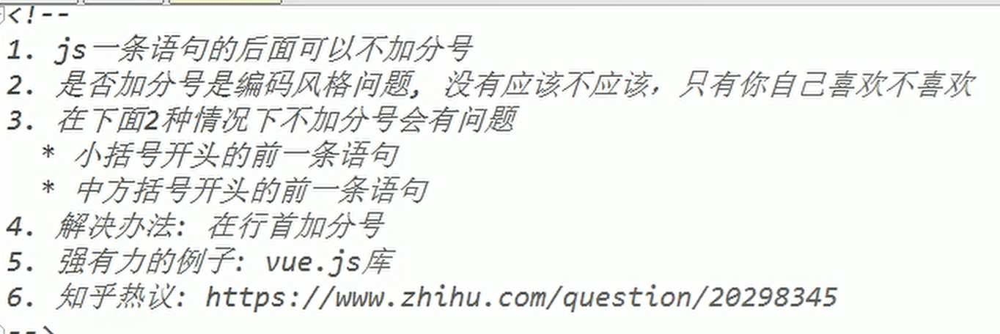 <!--
1. js一条语句的后面可以不加分号
2. 是否加分号是编码风格问题, 没有应该不应该，只有你自己喜欢不喜欢
3. 在下面2种情况下不加分号会有问题
* 小括号开头的前一条语句
* 中方括号开头的前一条语句
4. 解决办法: 在行首加分号
5. 强有力的例子: vue.js库
6. 知乎热议: https://www.zhihu.com/question/20298345
-->